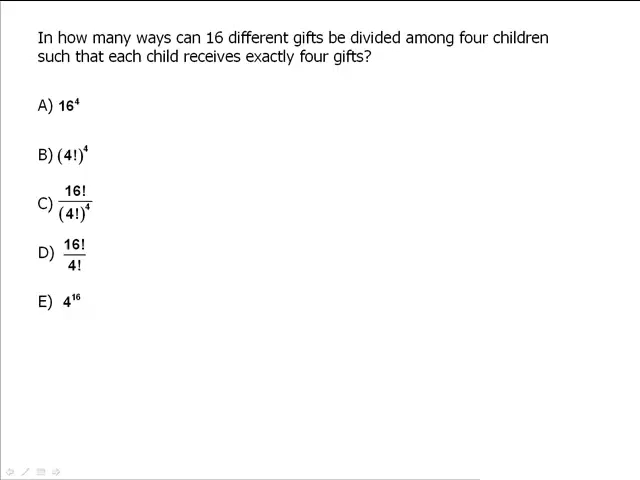 In how many ways can 16 different gifts be divided among four children
such that each child receives exactly four gifts?
A) 16⁴
B) (4!)⁴
C) 16!/(4!)⁴
D) 16!/4!
E) 4¹⁶